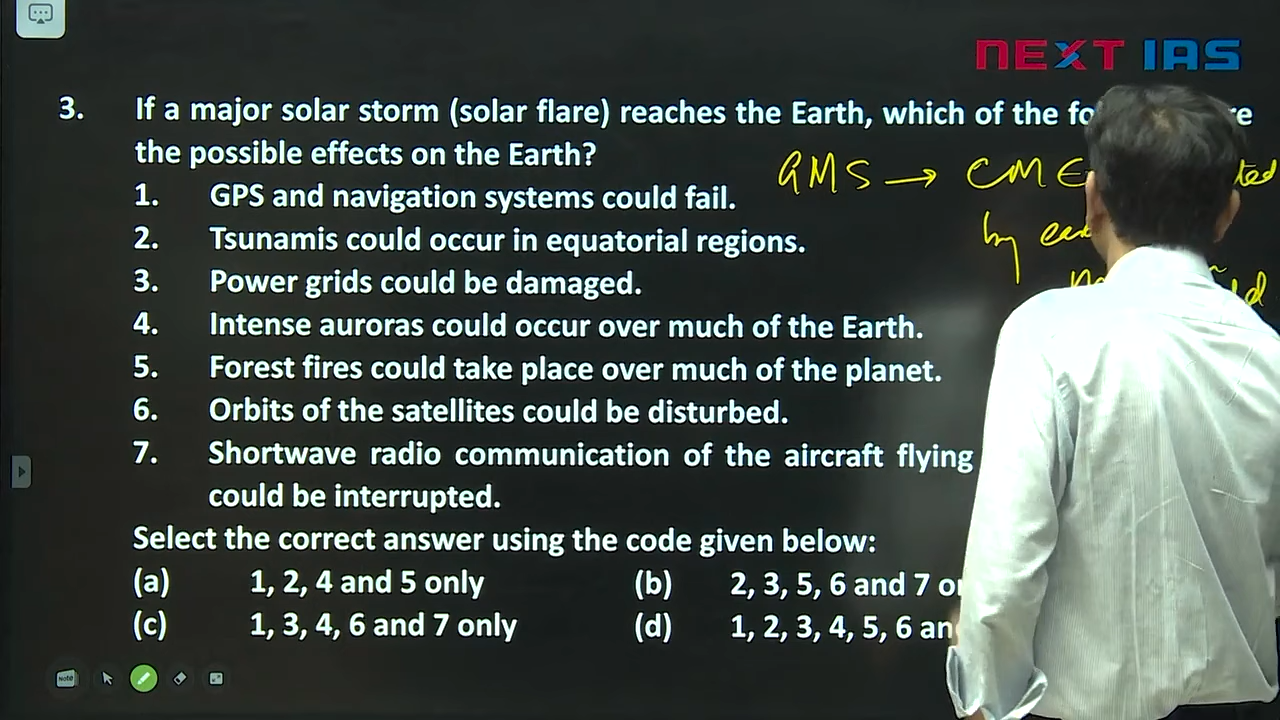 NEXT IAS
3. If a major solar storm (solar flare) reaches the Earth, which of the
the possible effects on the Earth?
GMS → CME
by
1. GPS and navigation systems could fail.
2. Tsunamis could occur in equatorial regions.
3. Power grids could be damaged.
4. Intense auroras could occur over much of the Earth.
5. Forest fires could take place over much of the planet.
6. Orbits of the satellites could be disturbed.
7. Shortwave radio communication of the aircraft flying
could be interrupted.
Select the correct answer using the code given below:
(a) 1, 2, 4 and 5 only (b) 2, 3, 5, 6 and 7
(c) 1, 3, 4, 6 and 7 only (d) 1, 2, 3, 4, 5, 6
Note